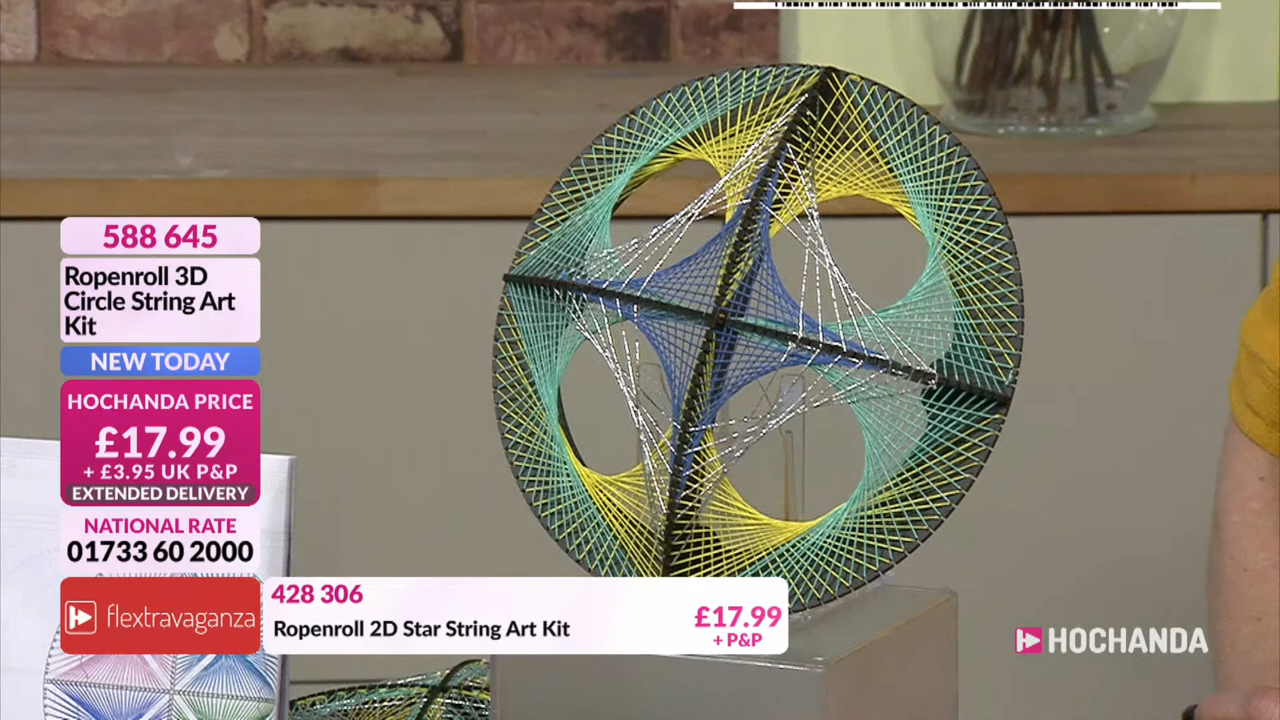 588 645
Ropenroll 3D
Circle String Art
Kit
NEW TODAY
HOCHANDA PRICE
£17.99
+ £3.95 UK P&P
EXTENDED DELIVERY
NATIONAL RATE
01733 60 2000
flextravaganza
428 306
Ropenroll 2D Star String Art Kit
£17.99
+ P&P
HOCHANDA